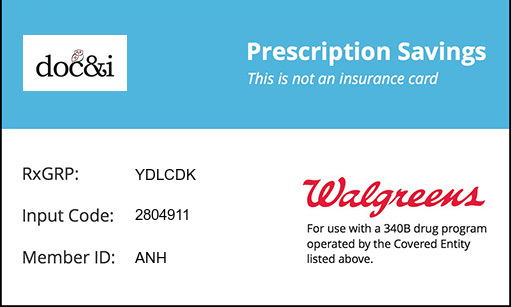 doc&i
Prescription Savings
This is not an insurance card
RxGRP: YDLCDK
Input Code: 2804911
Member ID: ANH
Walgreens
For use with a 340B drug program
operated by the Covered Entity
listed above.